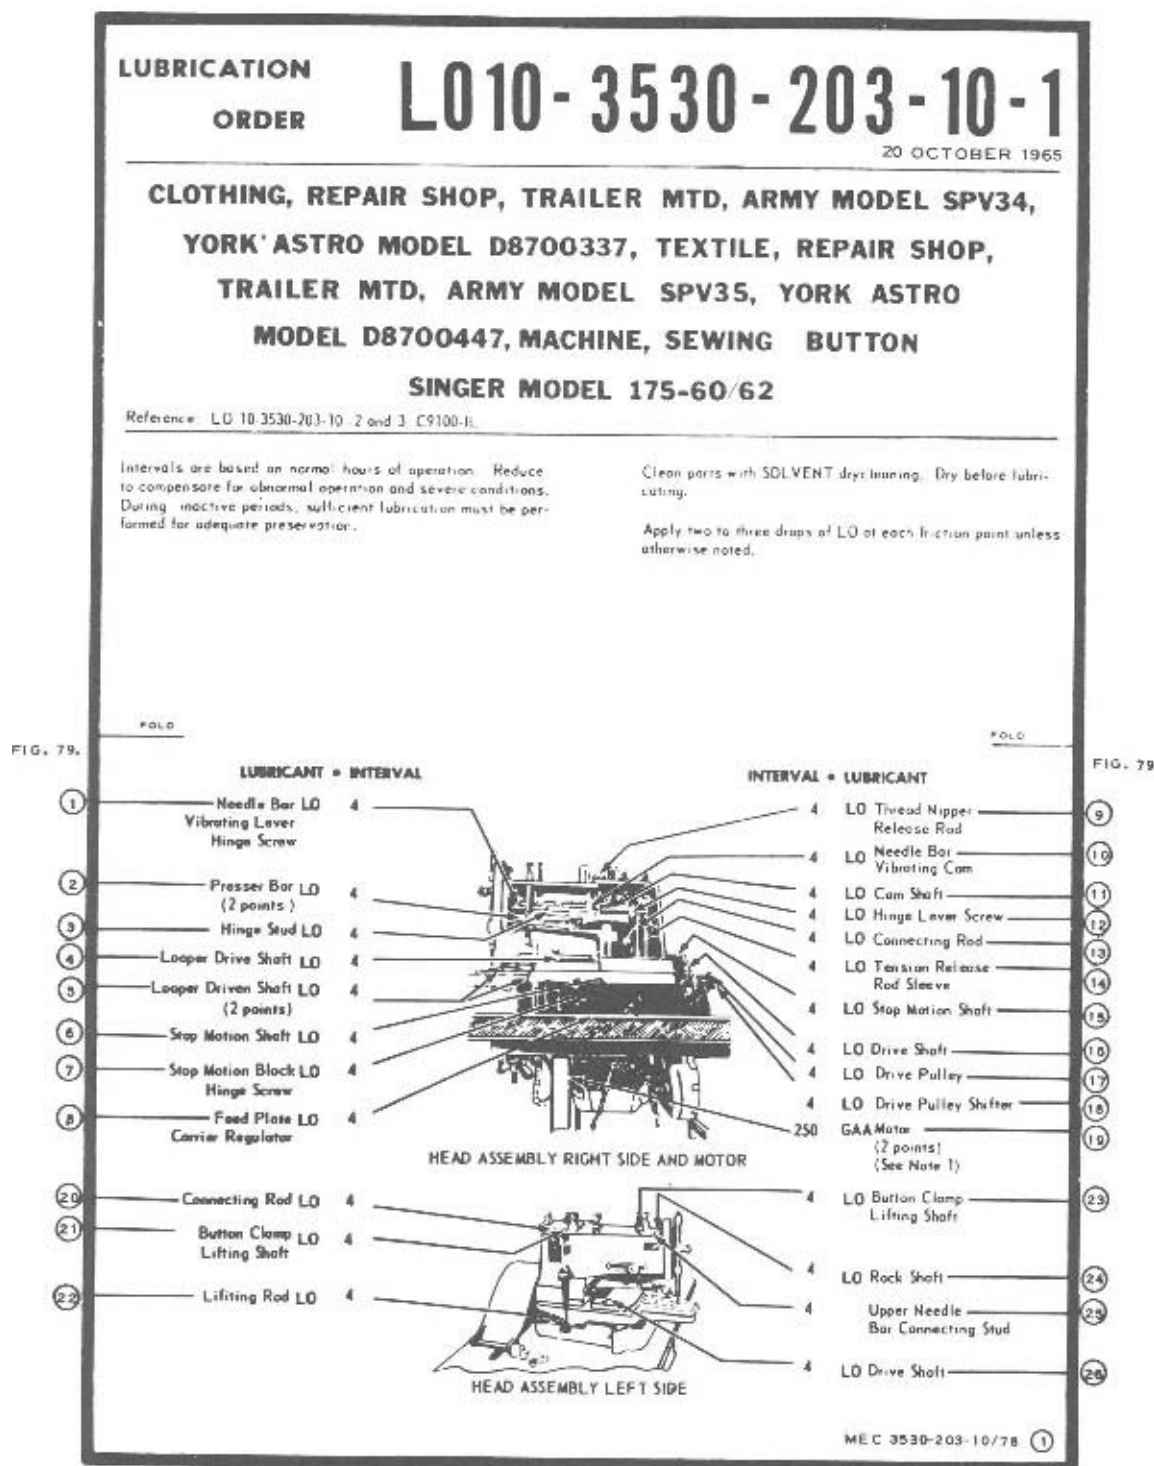 LUBRICATION
ORDER
LO10-3530-203-10-1
20 OCTOBER 1965
CLOTHING, REPAIR SHOP, TRAILER MTD, ARMY MODEL SPV34,
YORK ASTRO MODEL D8700337, TEXTILE, REPAIR SHOP,
TRAILER MTD, ARMY MODEL SPV35, YORK ASTRO
MODEL D8700447, MACHINE, SEWING BUTTON
SINGER MODEL 175-60/62
Reference: LO 10-3530-203-10-2 and 3, C9100-IL
Intervals are based on normal hours of operation. Reduce
to compensate for abnormal operation and severe conditions.
During inactive periods, sufficient lubrication must be per-
formed for adequate preservation.
Clean parts with SOLVENT drycleaning. Dry before lubri-
cating.
Apply two to three drops of LO at each friction point unless
otherwise noted.
FOLD
FOLD
FIG. 79.
FIG. 79
LUBRICANT • INTERVAL
INTERVAL • LUBRICANT
1 Needle Bar LO 4
Vibrating Lever
Hinge Screw
2 Presser Bar LO 4
(2 points)
3 Hinge Stud LO 4
4 Looper Drive Shaft LO 4
5 Looper Driven Shaft LO 4
(2 points)
6 Stop Motion Shaft LO 4
7 Stop Motion Block LO 4
Hinge Screw
8 Feed Plate LO 4
Carrier Regulator
4 LO Thread Nipper 9
Release Rod
4 LO Needle Bar 10
Vibrating Cam
4 LO Cam Shaft 11
4 LO Hinge Lever Screw 12
4 LO Connecting Rod 13
4 LO Tension Release 14
Rod Sleeve
4 LO Stop Motion Shaft 15
4 LO Drive Shaft 16
4 LO Drive Pulley 17
4 LO Drive Pulley Shifter 18
250 GAA Motor 19
(2 points)
(See Note 1)
HEAD ASSEMBLY RIGHT SIDE AND MOTOR
20 Connecting Rod LO 4
21 Button Clamp LO 4
Lifting Shaft
22 Lifiting Rod LO 4
4 LO Button Clamp 23
Lifting Shaft
4 LO Rock Shaft 24
4 Upper Needle 25
Bar Connecting Stud
4 LO Drive Shaft 26
HEAD ASSEMBLY LEFT SIDE
MEC 3530-203-10/78 1